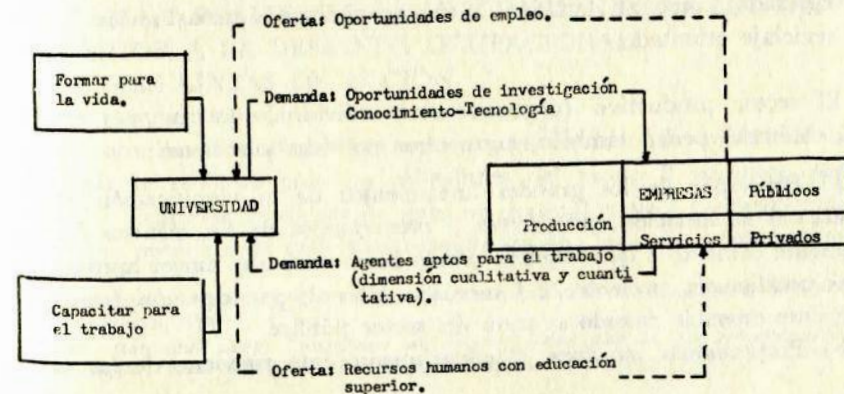 Oferta: Oportunidades de empleo.
Formar para
la vida.
Demanda: Oportunidades de investigación
Conocimiento-Tecnología
UNIVERSIDAD
EMPRESAS
Públicos
Producción
Servicios
Privados
Demanda: Agentes aptos para el trabajo
(dimensión cualitativa y cuanti
tativa).
Capacitar para
el trabajo
Oferta: Recursos humanos con educación
superior.